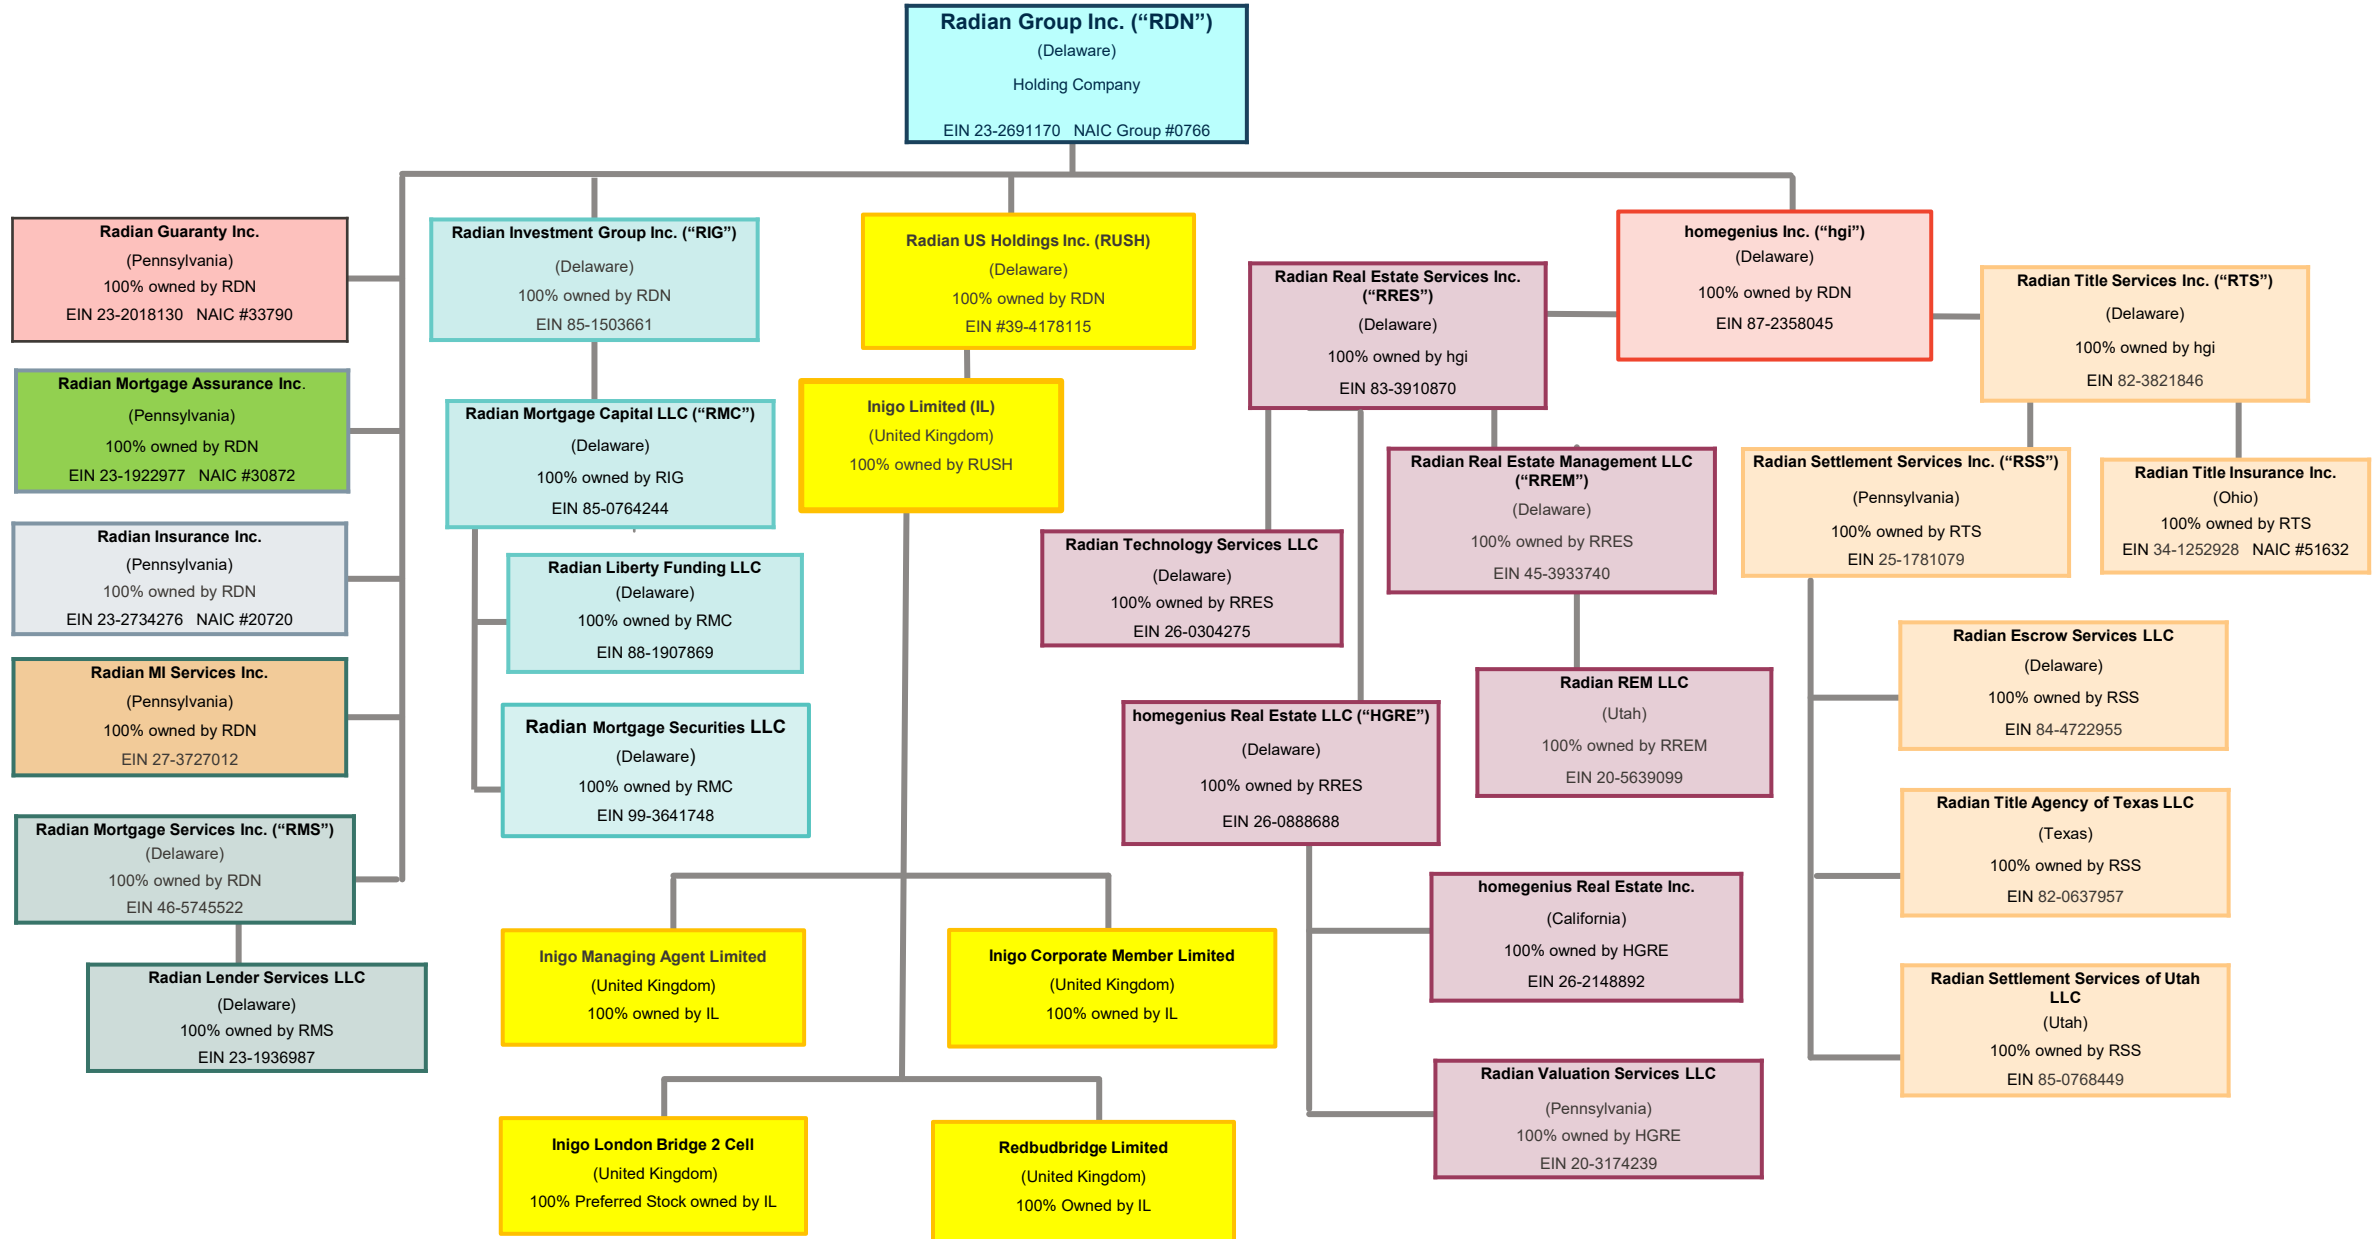 Radian Group Inc. (“RDN”)
(Delaware)
Holding Company
EIN 23-2691170 NAIC Group #0766
Radian Guaranty Inc.
(Pennsylvania)
100% owned by RDN
EIN 23-2018130 NAIC #33790
Radian Mortgage Assurance Inc.
(Pennsylvania)
100% owned by RDN
EIN 23-1922977 NAIC #30872
Radian Insurance Inc.
(Pennsylvania)
100% owned by RDN
EIN 23-2734276 NAIC #20720
Radian MI Services Inc.
(Pennsylvania)
100% owned by RDN
EIN 27-3727012
Radian Mortgage Services Inc. (“RMS”)
(Delaware)
100% owned by RDN
EIN 46-5745522
Radian Lender Services LLC
(Delaware)
100% owned by RMS
EIN 23-1936987
Radian Investment Group Inc. (“RIG”)
(Delaware)
100% owned by RDN
EIN 85-1503661
Radian Mortgage Capital LLC (“RMC”)
(Delaware)
100% owned by RIG
EIN 85-0764244
Radian Liberty Funding LLC
(Delaware)
100% owned by RMC
EIN 88-1907869
Radian Mortgage Securities LLC
(Delaware)
100% owned by RMC
EIN 99-3641748
Radian US Holdings Inc. (RUSH)
(Delaware)
100% owned by RDN
EIN #39-4178115
Inigo Limited (IL)
(United Kingdom)
100% owned by RUSH
Inigo Managing Agent Limited
(United Kingdom)
100% owned by IL
Inigo Corporate Member Limited
(United Kingdom)
100% owned by IL
Inigo London Bridge 2 Cell
(United Kingdom)
100% Preferred Stock owned by IL
Redbudbridge Limited
(United Kingdom)
100% Owned by IL
homegenius Inc. (“hgi”)
(Delaware)
100% owned by RDN
EIN 87-2358045
Radian Real Estate Services Inc.
(“RRES”)
(Delaware)
100% owned by hgi
EIN 83-3910870
Radian Technology Services LLC
(Delaware)
100% owned by RRES
EIN 26-0304275
Radian Real Estate Management LLC
(“RREM”)
(Delaware)
100% owned by RRES
EIN 45-3933740
Radian REM LLC
(Utah)
100% owned by RREM
EIN 20-5639099
homegenius Real Estate LLC (“HGRE”)
(Delaware)
100% owned by RRES
EIN 26-0888688
homegenius Real Estate Inc.
(California)
100% owned by HGRE
EIN 26-2148892
Radian Valuation Services LLC
(Pennsylvania)
100% owned by HGRE
EIN 20-3174239
Radian Title Services Inc. (“RTS”)
(Delaware)
100% owned by hgi
EIN 82-3821846
Radian Settlement Services Inc. (“RSS”)
(Pennsylvania)
100% owned by RTS
EIN 25-1781079
Radian Title Insurance Inc.
(Ohio)
100% owned by RTS
EIN 34-1252928 NAIC #51632
Radian Escrow Services LLC
(Delaware)
100% owned by RSS
EIN 84-4722955
Radian Title Agency of Texas LLC
(Texas)
100% owned by RSS
EIN 82-0637957
Radian Settlement Services of Utah
LLC
(Utah)
100% owned by RSS
EIN 85-0768449